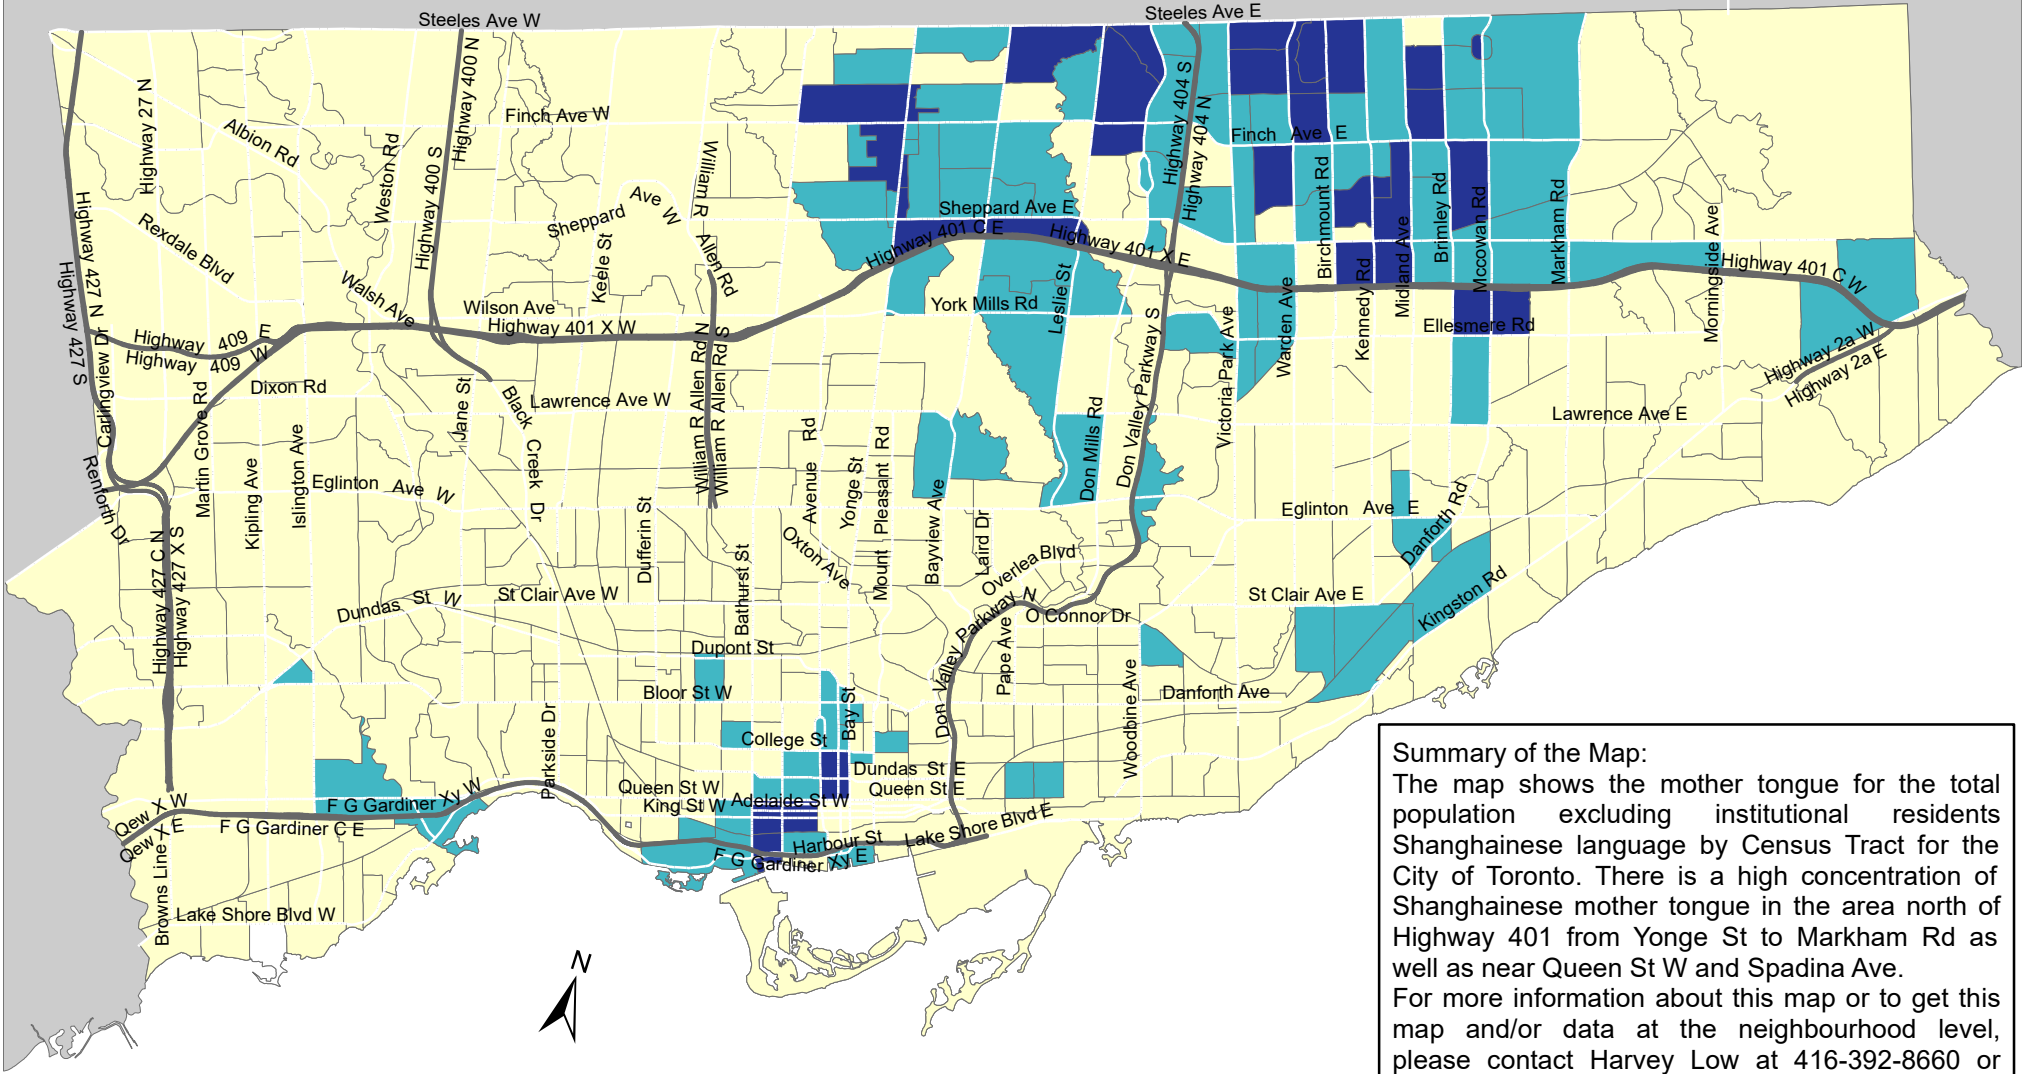 Steeles Ave W
Steeles Ave E
Highway 27 N
Highway 400 N
Finch Ave W
Albion Rd
Weston Rd
Highway 400 S
William R
Allen Rd
Highway 404 S
Highway 404 N
Finch Ave E
Sheppard Ave W
Sheppard Ave E
Keele St
Rexdale Blvd
Highway 427 N
Highway 427 S
Walsh Ave
Wilson Ave
Highway 401 X W
Highway 401 C E
Highway 401 X E
Highway 401 C W
Birchmount Rd
Kennedy Rd
Midland Ave
Brimley Rd
Mccowan Rd
Markham Rd
Morningside Ave
Highway 409 E
Highway 409 W
York Mills Rd
Leslie St
Ellesmere Rd
Warden Ave
Victoria Park Ave
Highway 2a W
Highway 2a E
Carlingview Dr
Dixon Rd
Martin Grove Rd
Kipling Ave
Islington Ave
Jane St
Black Creek Dr
Lawrence Ave W
Lawrence Ave E
William R Allen Rd N
William R Allen Rd S
Avenue Rd
Yonge St
Mount Pleasant Rd
Bayview Ave
Laird Dr
Don Mills Rd
Don Valley Parkway S
Renforth Dr
Eglinton Ave W
Eglinton Ave E
Danforth Rd
Highway 427 C N
Highway 427 X S
Dufferin St
Bathurst St
Oxton Ave
Overlea Blvd
Dundas St W
St Clair Ave W
St Clair Ave E
Kingston Rd
Don Valley Parkway N
O Connor Dr
Pape Ave
Dupont St
Bloor St W
Bay St
Woodbine Ave
Danforth Ave
Parkside Dr
College St
Dundas St E
Queen St W
Queen St E
King St W
Adelaide St W
Qew X W
Qew X E
F G Gardiner Xy W
F G Gardiner C E
Harbour St
Lake Shore Blvd E
F G Gardiner Xy E
Browns Line
Lake Shore Blvd W
N
Summary of the Map:
The map shows the mother tongue for the total
population excluding institutional residents
Shanghainese language by Census Tract for the
City of Toronto. There is a high concentration of
Shanghainese mother tongue in the area north of
Highway 401 from Yonge St to Markham Rd as
well as near Queen St W and Spadina Ave.
For more information about this map or to get this
map and/or data at the neighbourhood level,
please contact Harvey Low at 416-392-8660 or